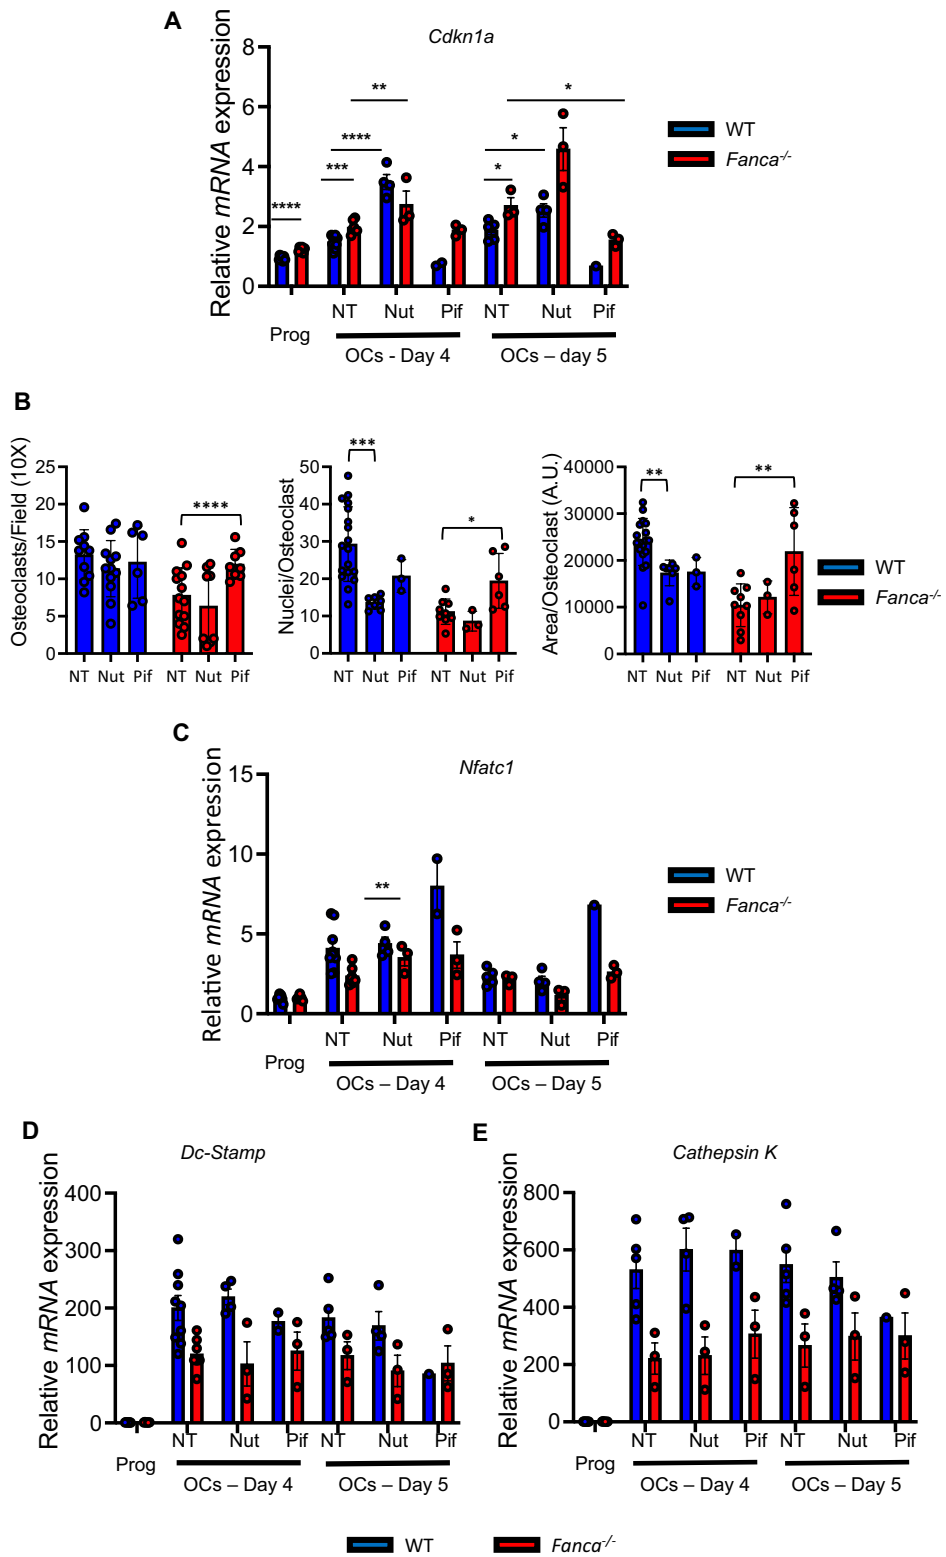 A
Cdkn1a
Relative mRNA expression
8
6
4
2
0
**
*
****
***
*
*
****
WT
Fanca-/-
NT Nut Pif NT Nut Pif
Prog
OCs - Day 4
OCs – day 5
B
Osteoclasts/Field (10X)
25
20
15
10
5
0
****
NT Nut Pif NT Nut Pif
Nuclei/Osteoclast
50
40
30
20
10
0
***
*
NT Nut Pif NT Nut Pif
Area/Osteoclast (A.U.)
40000
30000
20000
10000
0
**
**
NT Nut Pif NT Nut Pif
WT
Fanca-/-
C
Nfatc1
Relative mRNA expression
15
10
5
0
**
WT
Fanca-/-
NT Nut Pif NT Nut Pif
Prog
OCs – Day 4
OCs – Day 5
D
Dc-Stamp
Relative mRNA expression
400
300
200
100
0
NT Nut Pif NT Nut Pif
Prog
OCs – Day 4
OCs – Day 5
E
Cathepsin K
Relative mRNA expression
800
600
400
200
0
NT Nut Pif NT Nut Pif
Prog
OCs – Day 4
OCs – Day 5
WT
Fanca-/-